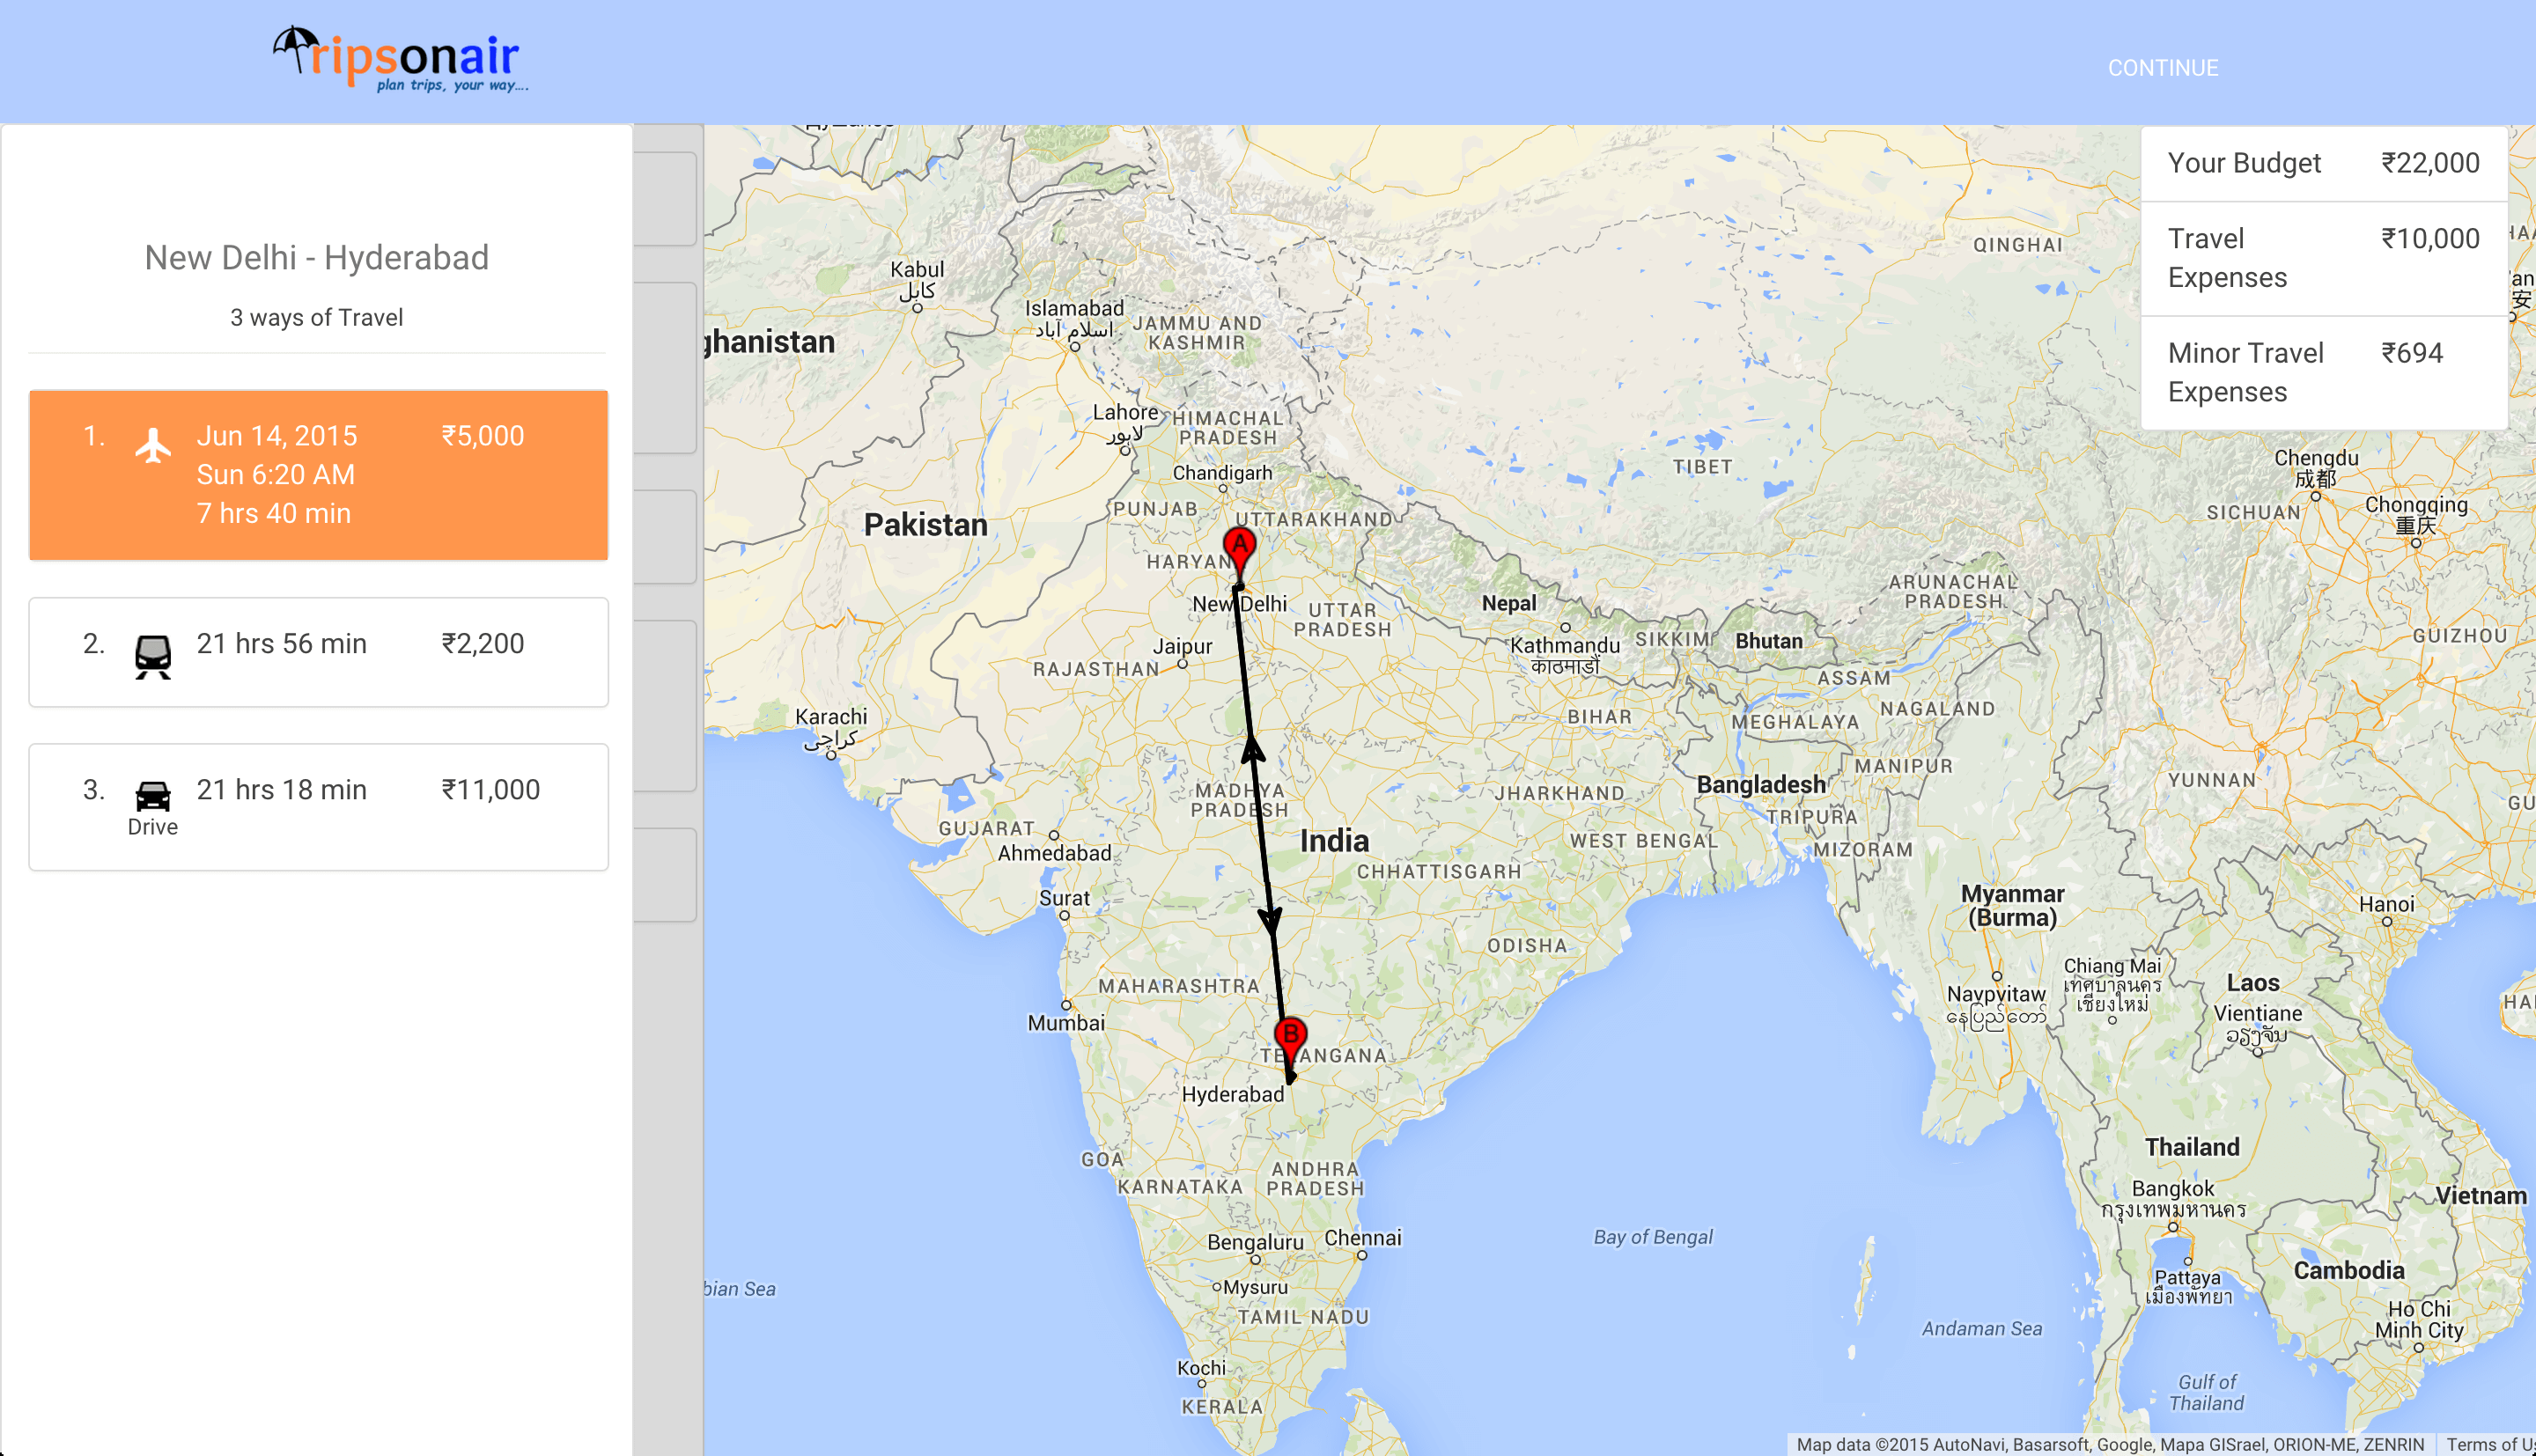 ripsonair
plan trips, your way....
CONTINUE
New Delhi - Hyderabad
3 ways of Travel
1. Jun 14, 2015 ₹5,000
Sun 6:20 AM
7 hrs 40 min
2. 21 hrs 56 min ₹2,200
3. 21 hrs 18 min ₹11,000
Drive
Your Budget ₹22,000
Travel ₹10,000
Expenses
Minor Travel ₹694
Expenses
QINGHAI
Kabul
کابل
Islamabad
اسلام آباد
JAMMU AND
KASHMIR
ghanistan
Lahore
لاہور
HIMACHAL
PRADESH
TIBET
Chengdu
成都
Chandigarh
Chongqing
重庆
PUNJAB
SICHUAN
Pakistan
UTTARAKHAND
A
HARYAN
ARUNACHAL
PRADESH
New Delhi
UTTAR
PRADESH
Nepal
Kathmandu
काठमाडौं
SIKKIM
Bhutan
GUIZHOU
Jaipur
RAJASTHAN
ASSAM
Karachi
کراچی
BIHAR
MEGHALAYA
NAGALAND
MANIPUR
YUNNAN
MADHYA
PRADESH
JHARKHAND
Bangladesh
TRIPURA
GU
GUJARAT
Ahmedabad
India
WEST BENGAL
MIZORAM
CHHATTISGARH
Surat
Myanmar
(Burma)
Hanoi
ODISHA
Chiang Mai
เทศบาลนคร
เชียงใหม่
Laos
MAHARASHTRA
Naypyitaw
နေပြည်တော်
Vientiane
ວຽງຈັນ
HAI
Mumbai
B
TELANGANA
Hyderabad
GOA
KARNATAKA
ANDHRA
PRADESH
Thailand
Bangkok
กรุงเทพมหานคร
Vietnam
Bengaluru
Chennai
Bay of Bengal
Mysuru
Cambodia
Pattaya
เมืองพัทยา
bian Sea
TAMIL NADU
Ho Chi
Minh City
Andaman Sea
Kochi
KERALA
Gulf of
Thailand
Map data ©2015 AutoNavi, Basarsoft, Google, Mapa GISrael, ORION-ME, ZENRIN
Terms of U